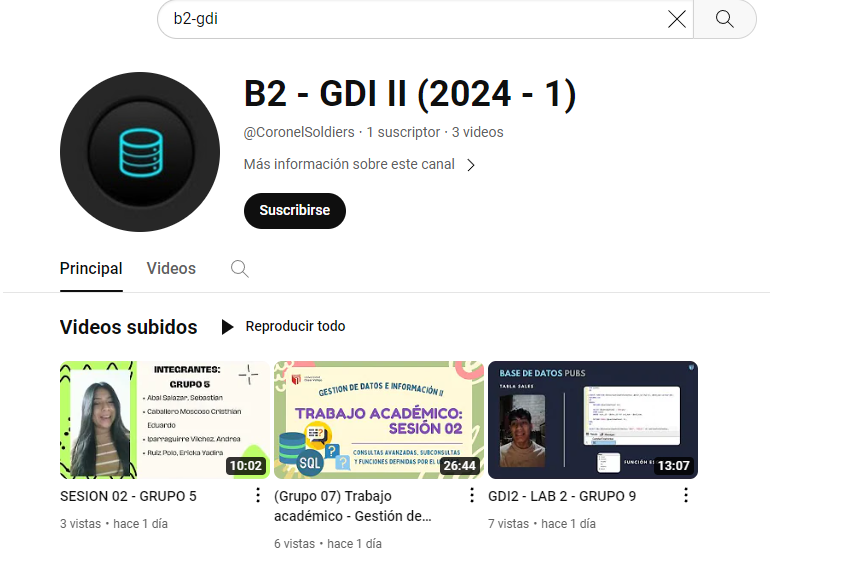 b2-gdi
B2 - GDI II (2024 - 1)
@CoronelSoldiers · 1 suscriptor · 3 videos
Más información sobre este canal
Suscribirse
Principal
Videos
Videos subidos
Reproducir todo
INTEGRANTES:
GRUPO 5
• Abal Salazar, Sebastian
• Caballero Moscoso Cristhian
Eduardo
• Iparraguirre Vilchez, Andrea
• Ruiz Polo, Ericka Yadira
10:02
SESION 02 - GRUPO 5
3 vistas • hace 1 día
GESTION DE DATOS E INFORMACIÓN II
TRABAJO ACADÉMICO:
SESIÓN 02
CONSULTAS AVANZADAS, SUBCONSULTAS
Y FUNCIONES DEFINIDAS POR EL U
SQL
26:44
(Grupo 07) Trabajo
académico - Gestión de...
6 vistas • hace 1 día
BASE DE DATOS PUBS
TABLA SALES
FUNCIÓN ES
13:07
GDI2 - LAB 2 - GRUPO 9
7 vistas • hace 1 día